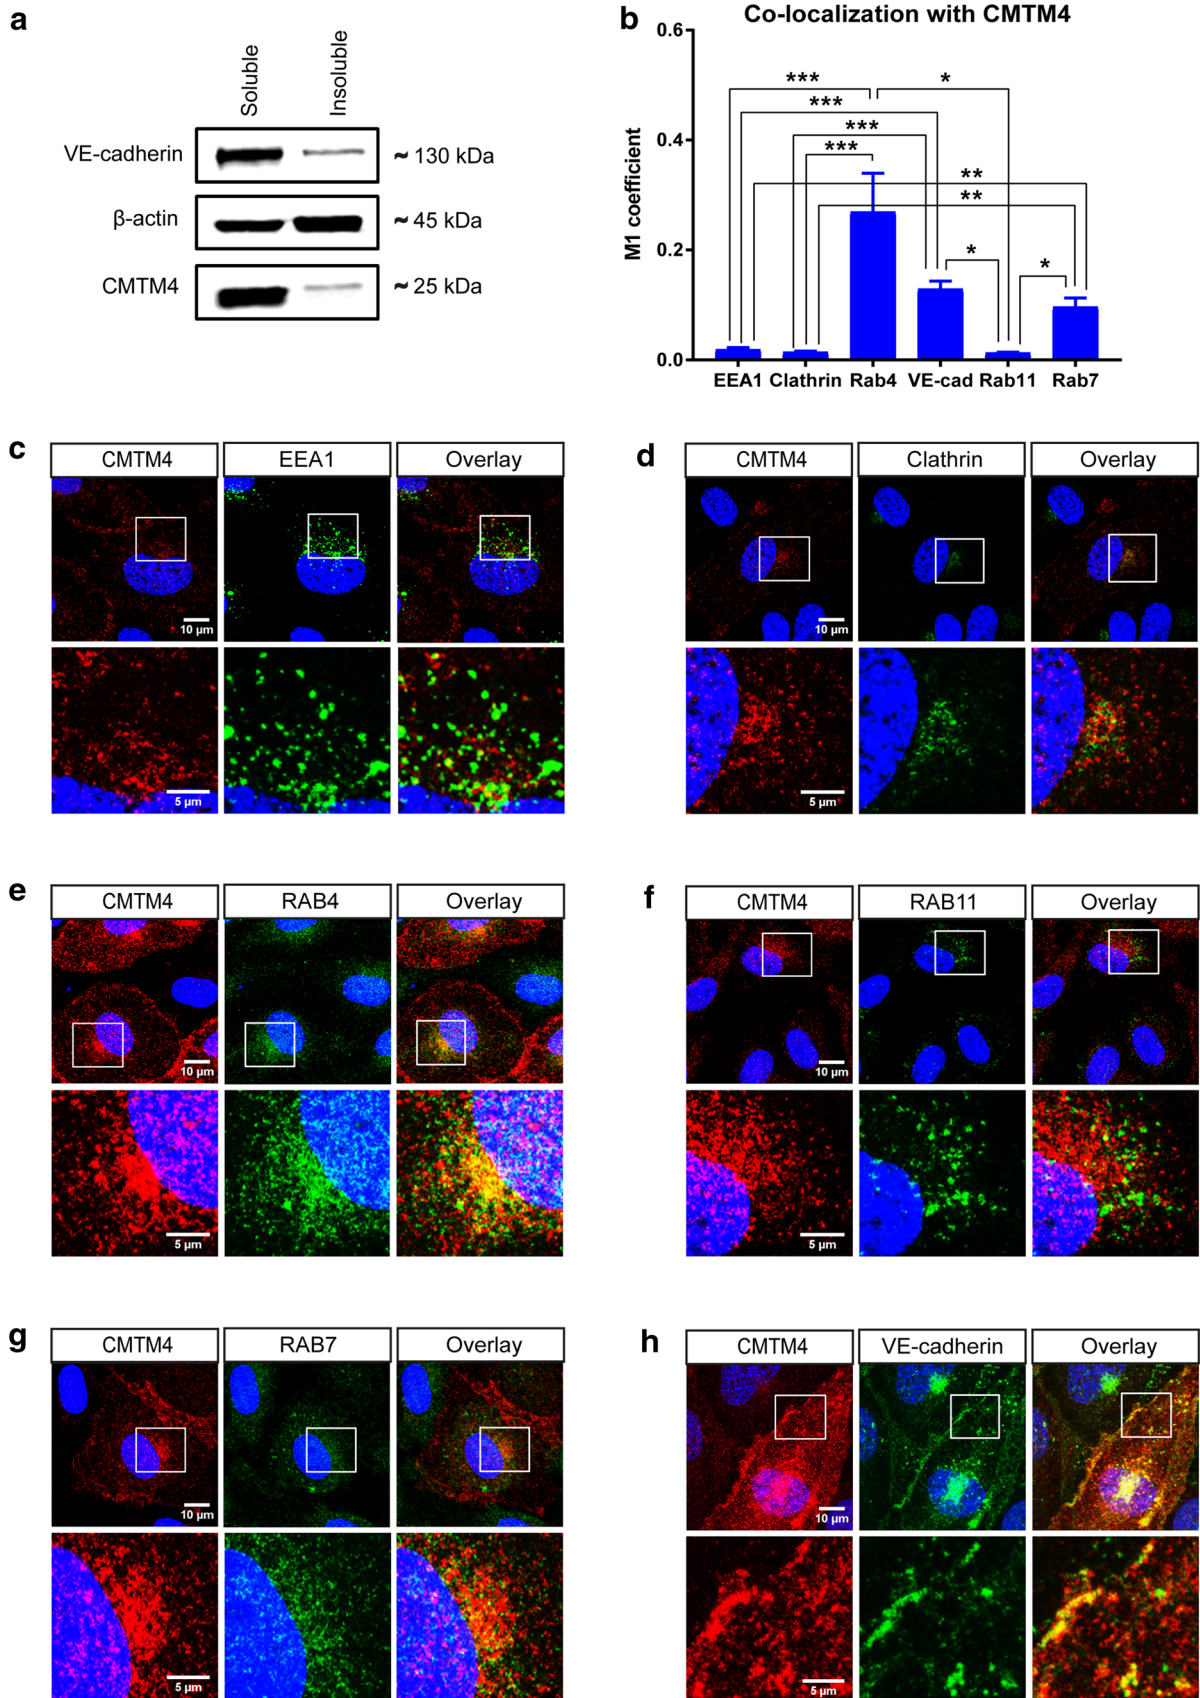 a
Soluble
Insoluble
VE-cadherin
≈ 130 kDa
β-actin
≈ 45 kDa
CMTM4
≈ 25 kDa
b
Co-localization with CMTM4
M1 coefficient
0.6
0.4
0.2
0.0
***
*
***
***
***
**
**
*
*
EEA1 Clathrin Rab4 VE-cad Rab11 Rab7
c
CMTM4 EEA1 Overlay
10 µm
5 µm
d
CMTM4 Clathrin Overlay
10 µm
5 µm
e
CMTM4 RAB4 Overlay
10 µm
5 µm
f
CMTM4 RAB11 Overlay
10 µm
5 µm
g
CMTM4 RAB7 Overlay
10 µm
5 µm
h
CMTM4 VE-cadherin Overlay
10 µm
5 µm